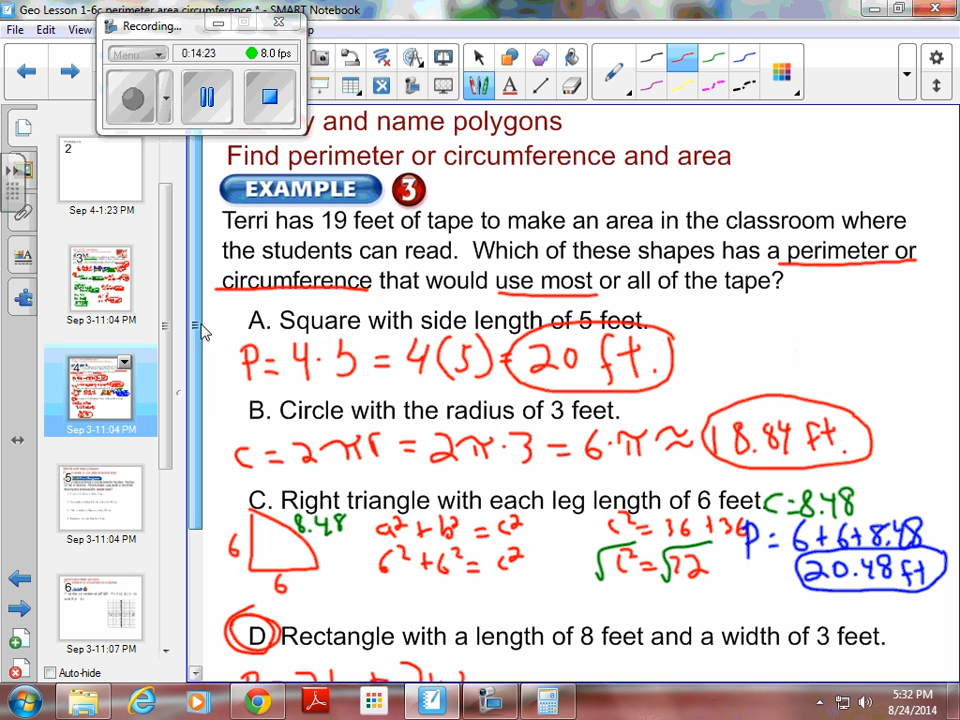 Geo Lesson 1-6c perimeter area circumference * - SMART Notebook
File Edit View
Recording...
Menu 0:14:23 8.0 fps
and name polygons
Find perimeter or circumference and area
EXAMPLE 3
Terri has 19 feet of tape to make an area in the classroom where
the students can read. Which of these shapes has a perimeter or
circumference that would use most or all of the tape?
A. Square with side length of 5 feet.
P = 4 · b = 4(5) = 20 ft.
B. Circle with the radius of 3 feet.
C = 2πr = 2π · 3 = 6 · π ≈ 18.84 ft.
C. Right triangle with each leg length of 6 feet. C = 8.48
6 8.48 a² + b² = c² c² = 36 + 36 P = 6 + 6 + 8.48
6² + 6² = c² √c² = √72 20.48 ft
6
D. Rectangle with a length of 8 feet and a width of 3 feet.
2
Sep 4-1:23 PM
3
Sep 3-11:04 PM
4
Sep 3-11:04 PM
5
Sep 3-11:04 PM
6
Sep 3-11:07 PM
Auto-hide
5:32 PM
8/24/2014